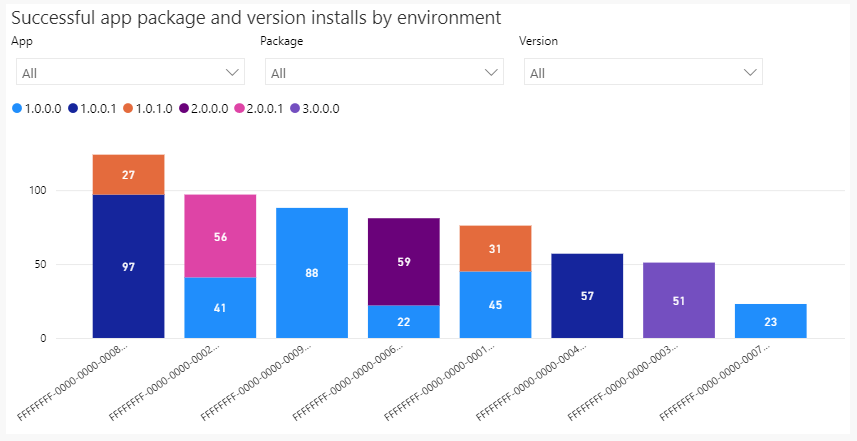 Successful app package and version installs by environment
App Package Version
All All All
1.0.0.0 1.0.0.1 1.0.1.0 2.0.0.0 2.0.0.1 3.0.0.0
100
50
0
27
97
56
41
88
59
22
31
45
57
51
23
FFFFFFFF-0000-0000-0008...
FFFFFFFF-0000-0000-0002...
FFFFFFFF-0000-0000-0009...
FFFFFFFF-0000-0000-0006...
FFFFFFFF-0000-0000-0001...
FFFFFFFF-0000-0000-0004...
FFFFFFFF-0000-0000-0003...
FFFFFFFF-0000-0000-0007...